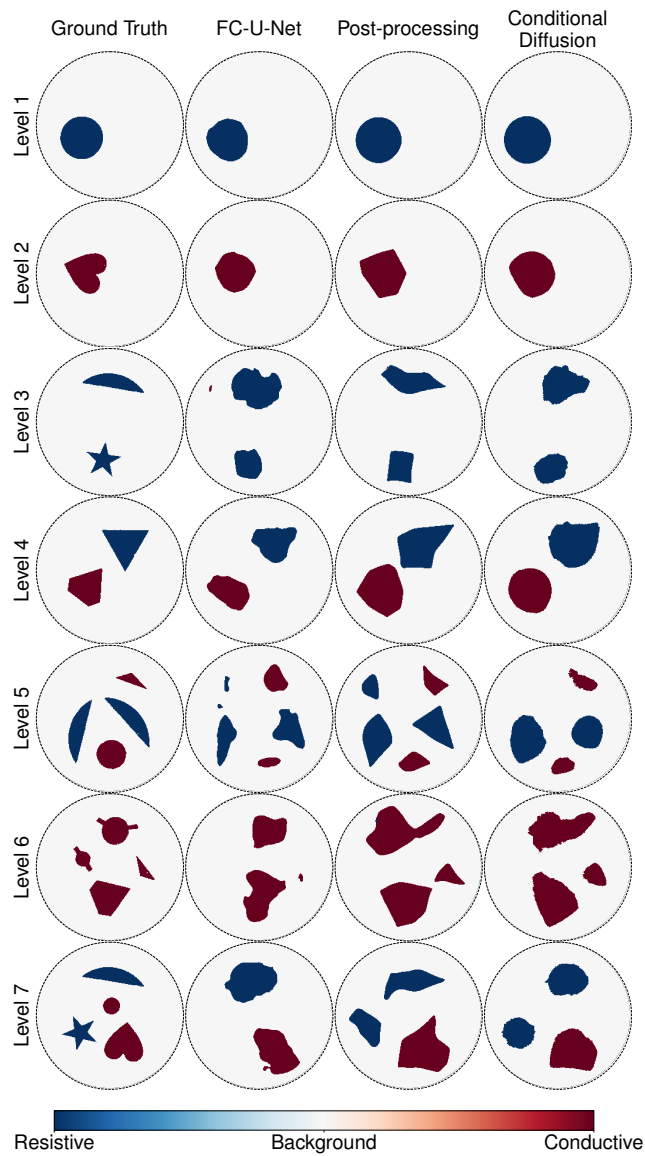 Ground Truth
FC-U-Net
Post-processing
Conditional
Diffusion
Level 1
Level 2
Level 3
Level 4
Level 5
Level 6
Level 7
Resistive
Background
Conductive